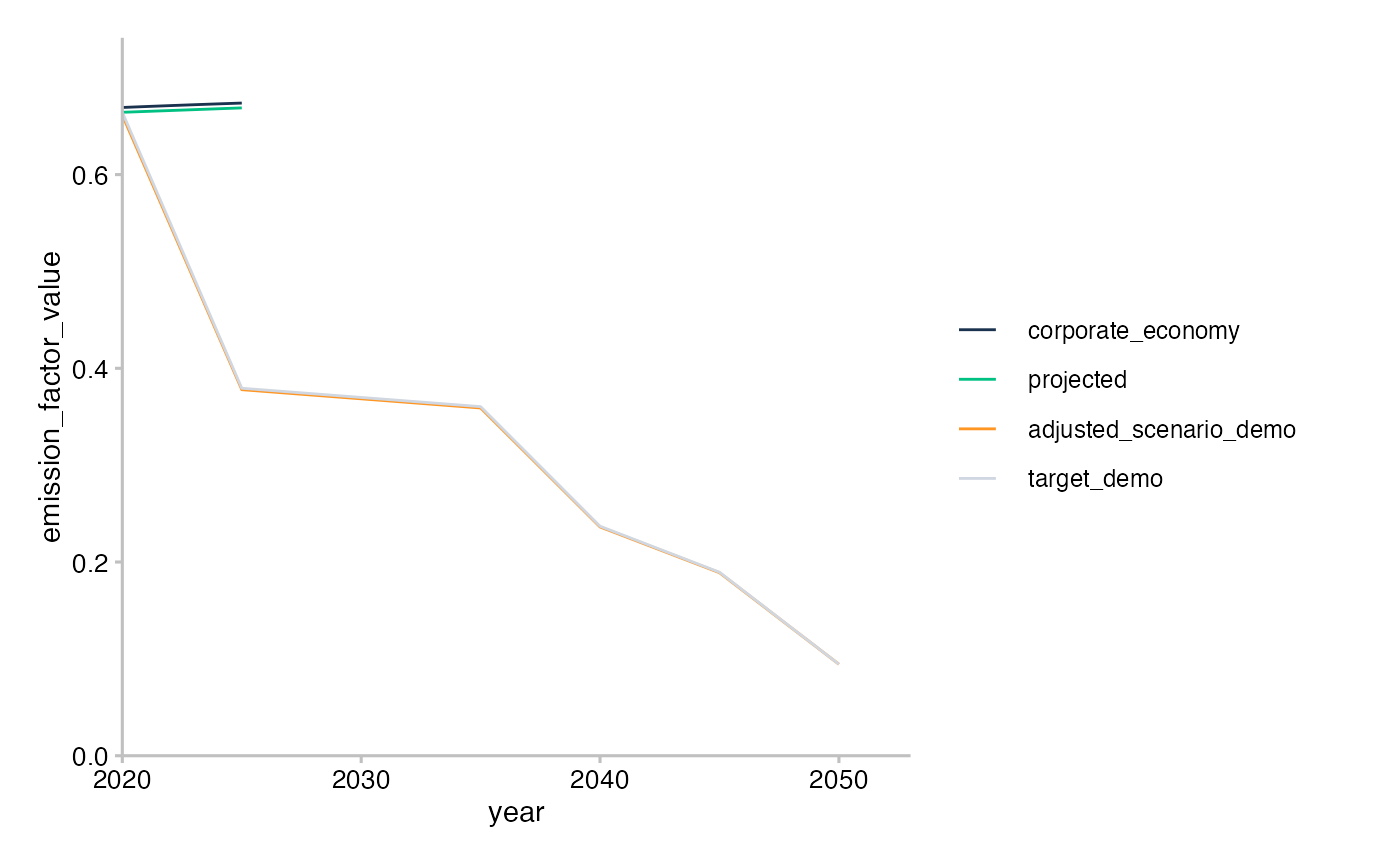 emission_factor_value
0.6
0.4
0.2
0.0
2020 2030 2040 2050
year
corporate_economy
projected
adjusted_scenario_demo
target_demo